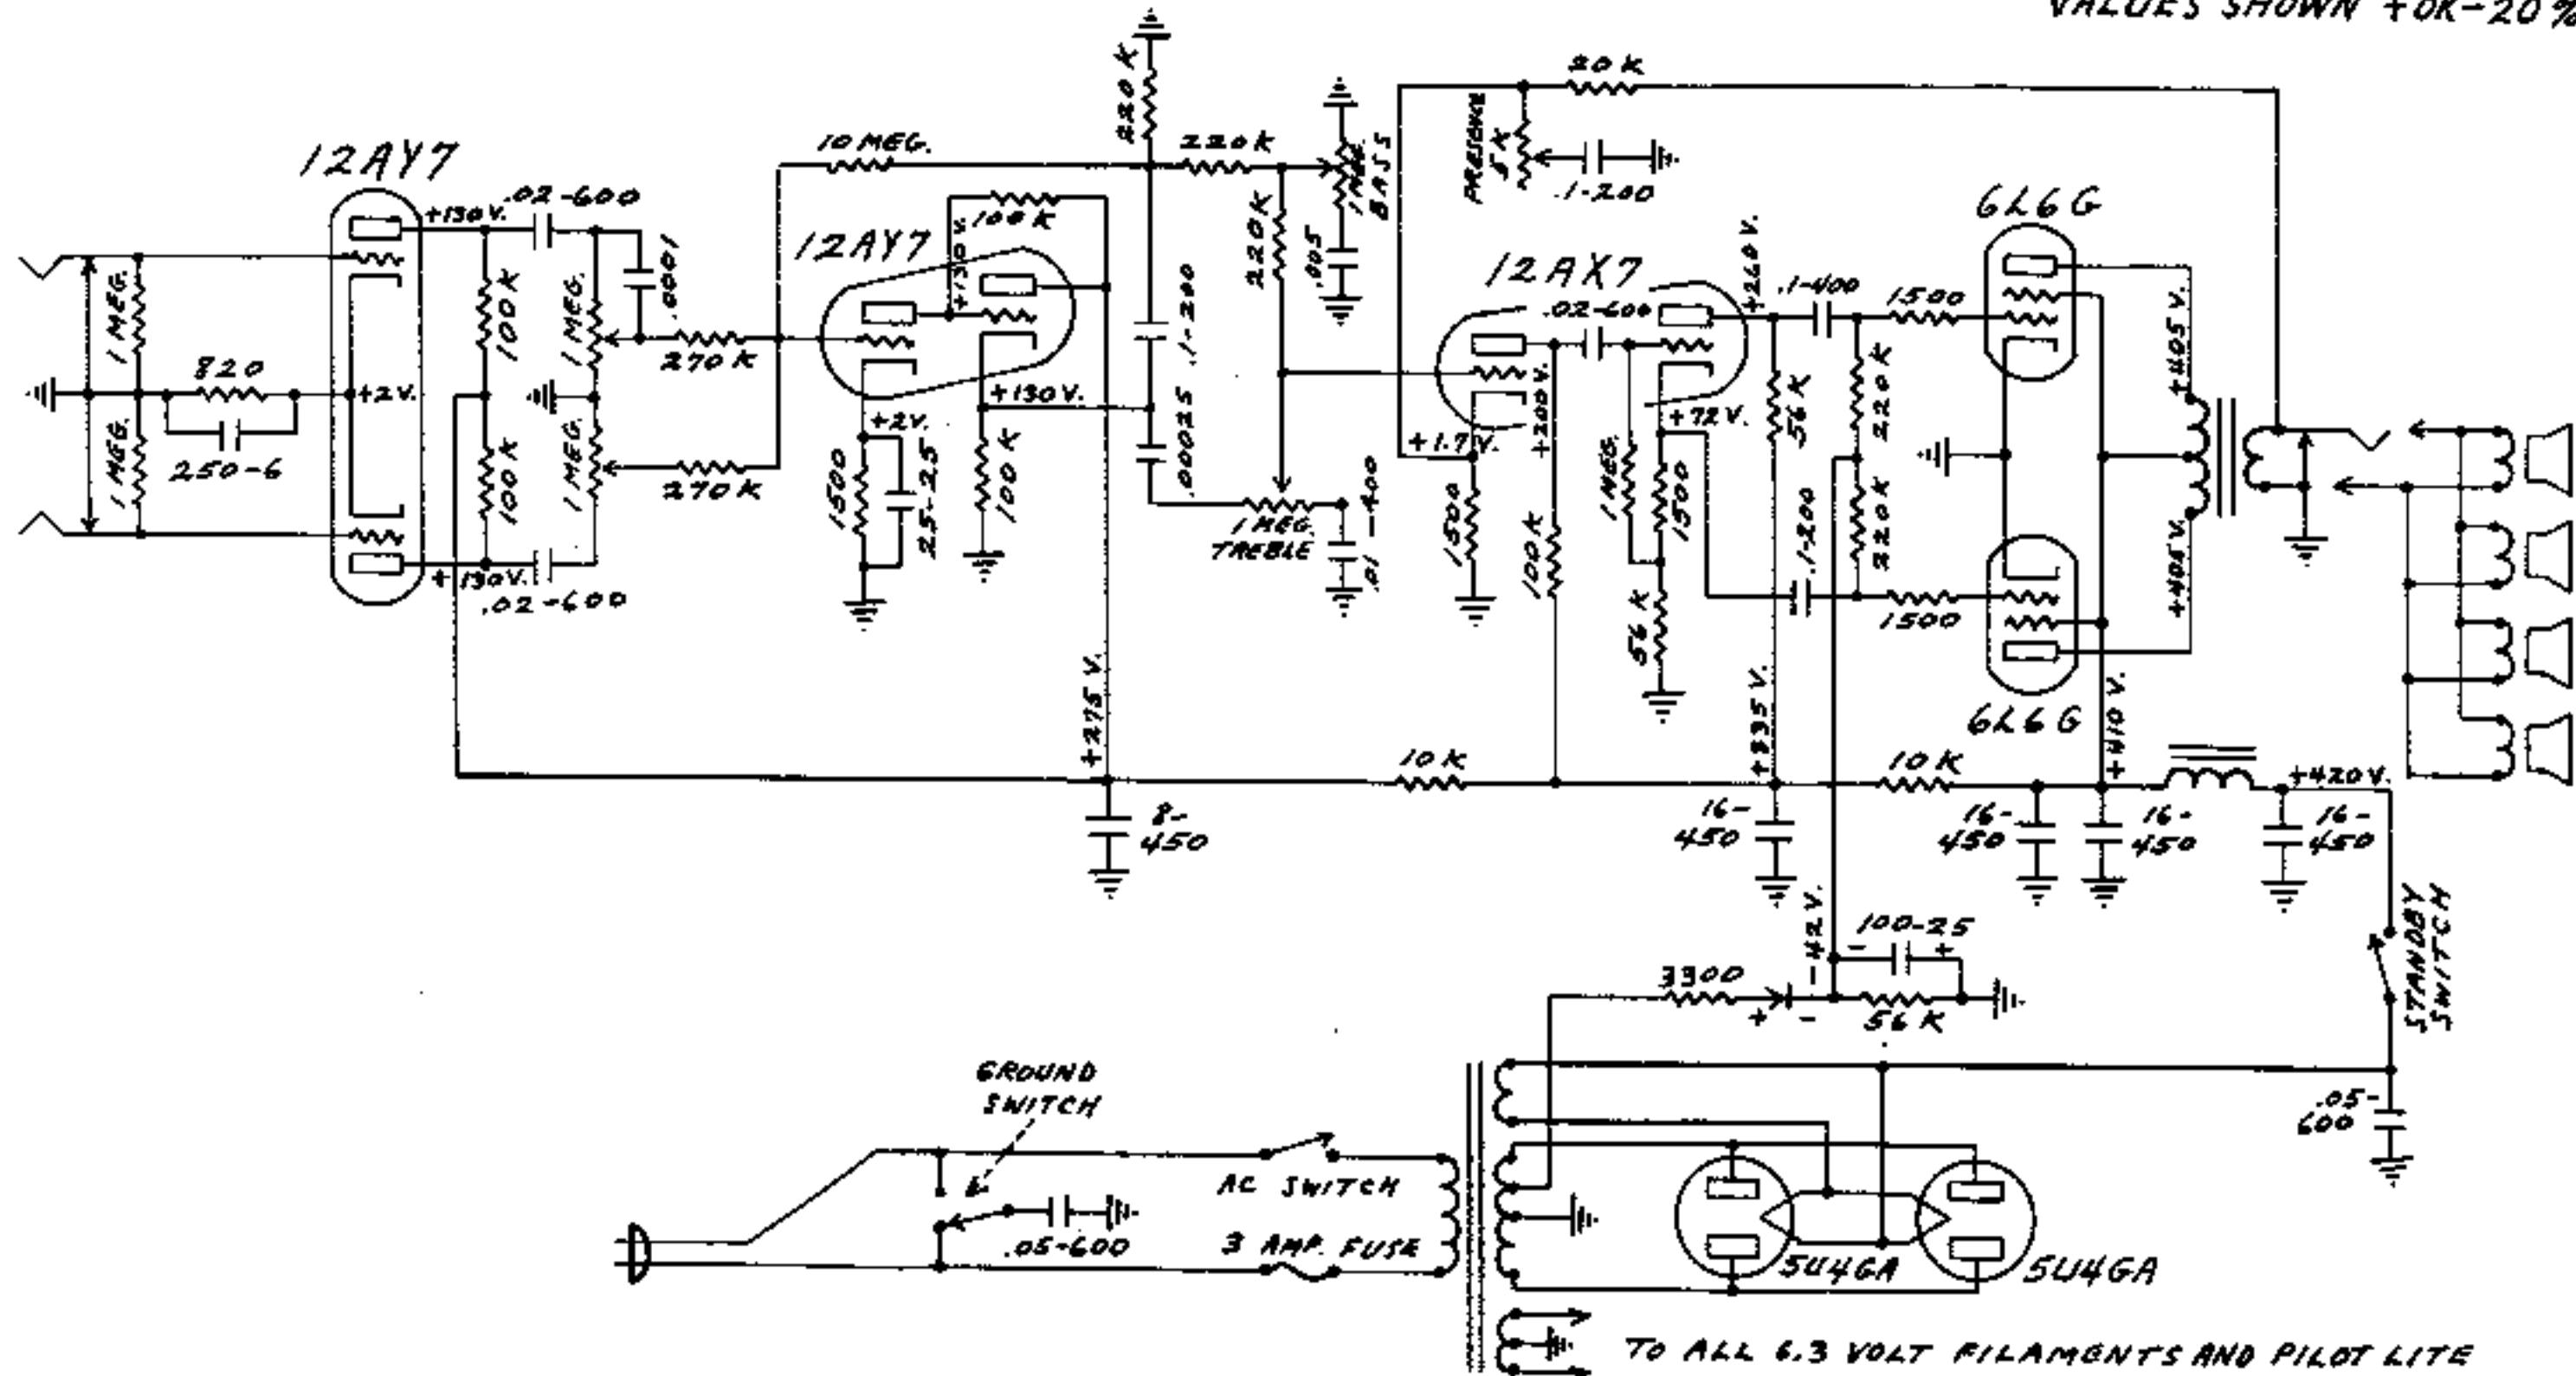 VALUES SHOWN + OR - 20%
12AY7
1 MEG.
1 MEG.
820
250-6
+2V.
+130V.
+130V.
.02-600
.02-600
100K
100K
1 MEG.
1 MEG.
.0001
270K
270K
10 MEG.
12AY7
+130V.
100K
+2V.
1500
25-25
+130V.
100K
220K
220K
220K
.1-200
.00025
1 MEG.
BASS
.005
1 MEG.
TREBLE
.01-400
20K
PRESENCE
5K
.1-200
12AX7
+1.7V.
1500
+200V.
100K
.02-600
1 MEG.
+72V.
1500
56K
+260V.
56K
.1-400
.1-200
220K
220K
1500
1500
6L6G
6L6G
+405V.
+405V.
+275V.
8-
450
10K
+335V.
16-
450
10K
16-
450
+410V.
16-
450
+420V.
16-
450
STANDBY
SWITCH
-42V.
- 100-25 +
3300
+ -
56K
.05-
600
GROUND
SWITCH
.05-600
AC SWITCH
3 AMP. FUSE
5U4GA
5U4GA
TO ALL 6.3 VOLT FILAMENTS AND PILOT LITE